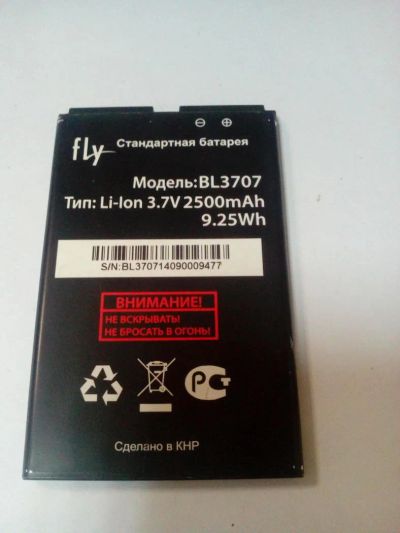 fly Стандартная батарея
Модель:BL3707
Тип: Li-Ion 3.7V 2500mAh
9.25Wh
S/N:BL370714090009477
ВНИМАНИЕ!
НЕ ВСКРЫВАТЬ!
НЕ БРОСАТЬ В ОГОНЬ!
Сделано в КНР